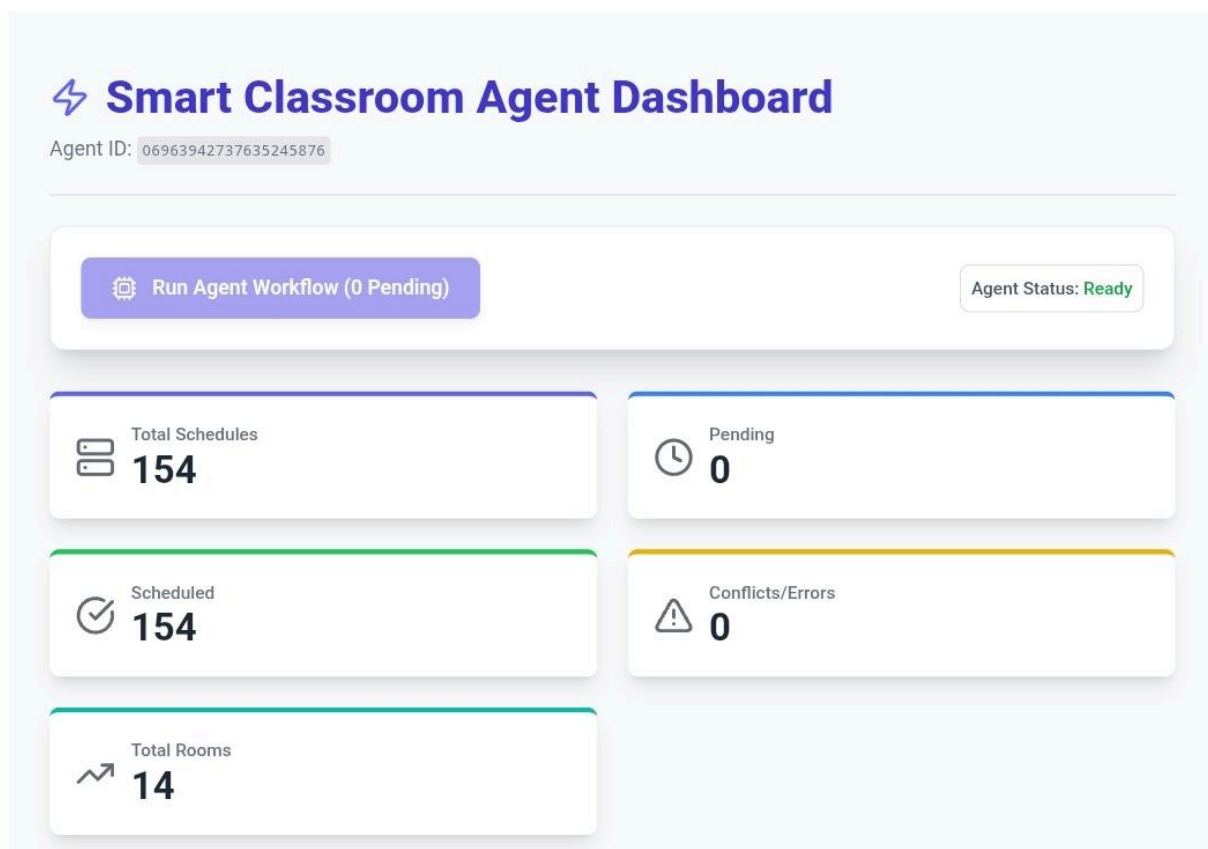 Smart Classroom Agent Dashboard
Agent ID: 06963942737635245876
Run Agent Workflow (0 Pending)
Agent Status: Ready
Total Schedules
154
Pending
0
Scheduled
154
Conflicts/Errors
0
Total Rooms
14